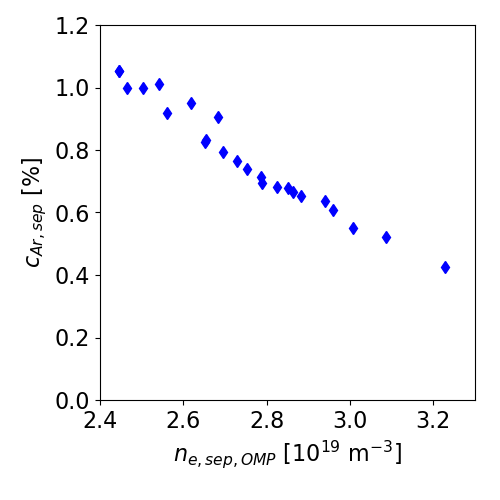 1.2
1.0
0.8
0.6
0.4
0.2
0.0
2.4 2.6 2.8 3.0 3.2
c_{Ar, sep} [%]
n_{e, sep, OMP} [10^{19} m^{-3}]